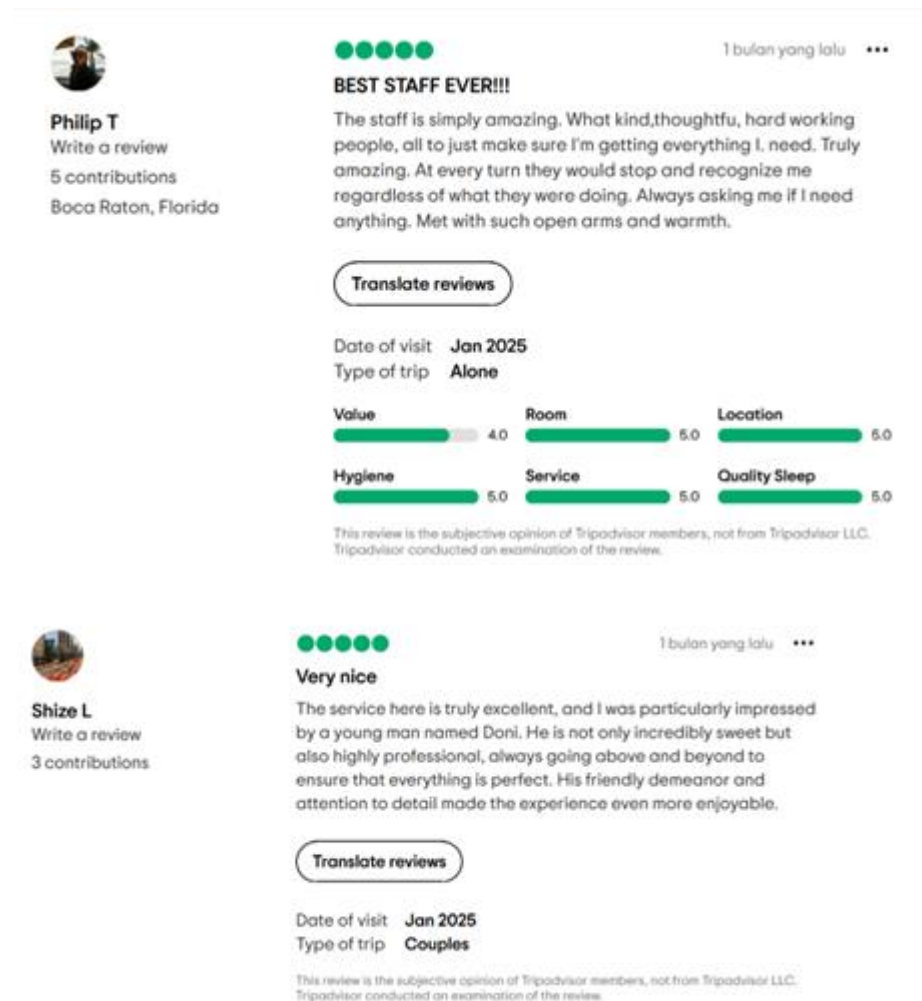 1 bulan yang lalu •••
BEST STAFF EVER!!!
Philip T
Write a review
5 contributions
Boca Raton, Florida
The staff is simply amazing. What kind,thoughtfu, hard working
people, all to just make sure I'm getting everything I. need. Truly
amazing. At every turn they would stop and recognize me
regardless of what they were doing. Always asking me if I need
anything. Met with such open arms and warmth.
Translate reviews
Date of visit Jan 2025
Type of trip Alone
Value Room Location
4.0 5.0 5.0
Hygiene Service Quality Sleep
5.0 5.0 5.0
This review is the subjective opinion of Tripadvisor members, not from Tripadvisor LLC.
Tripadvisor conducted an examination of the review.
1 bulan yang lalu •••
Very nice
Shize L
Write a review
3 contributions
The service here is truly excellent, and I was particularly impressed
by a young man named Doni. He is not only incredibly sweet but
also highly professional, always going above and beyond to
ensure that everything is perfect. His friendly demeanor and
attention to detail made the experience even more enjoyable.
Translate reviews
Date of visit Jan 2025
Type of trip Couples
This review is the subjective opinion of Tripadvisor members, not from Tripadvisor LLC.
Tripadvisor conducted an examination of the review.